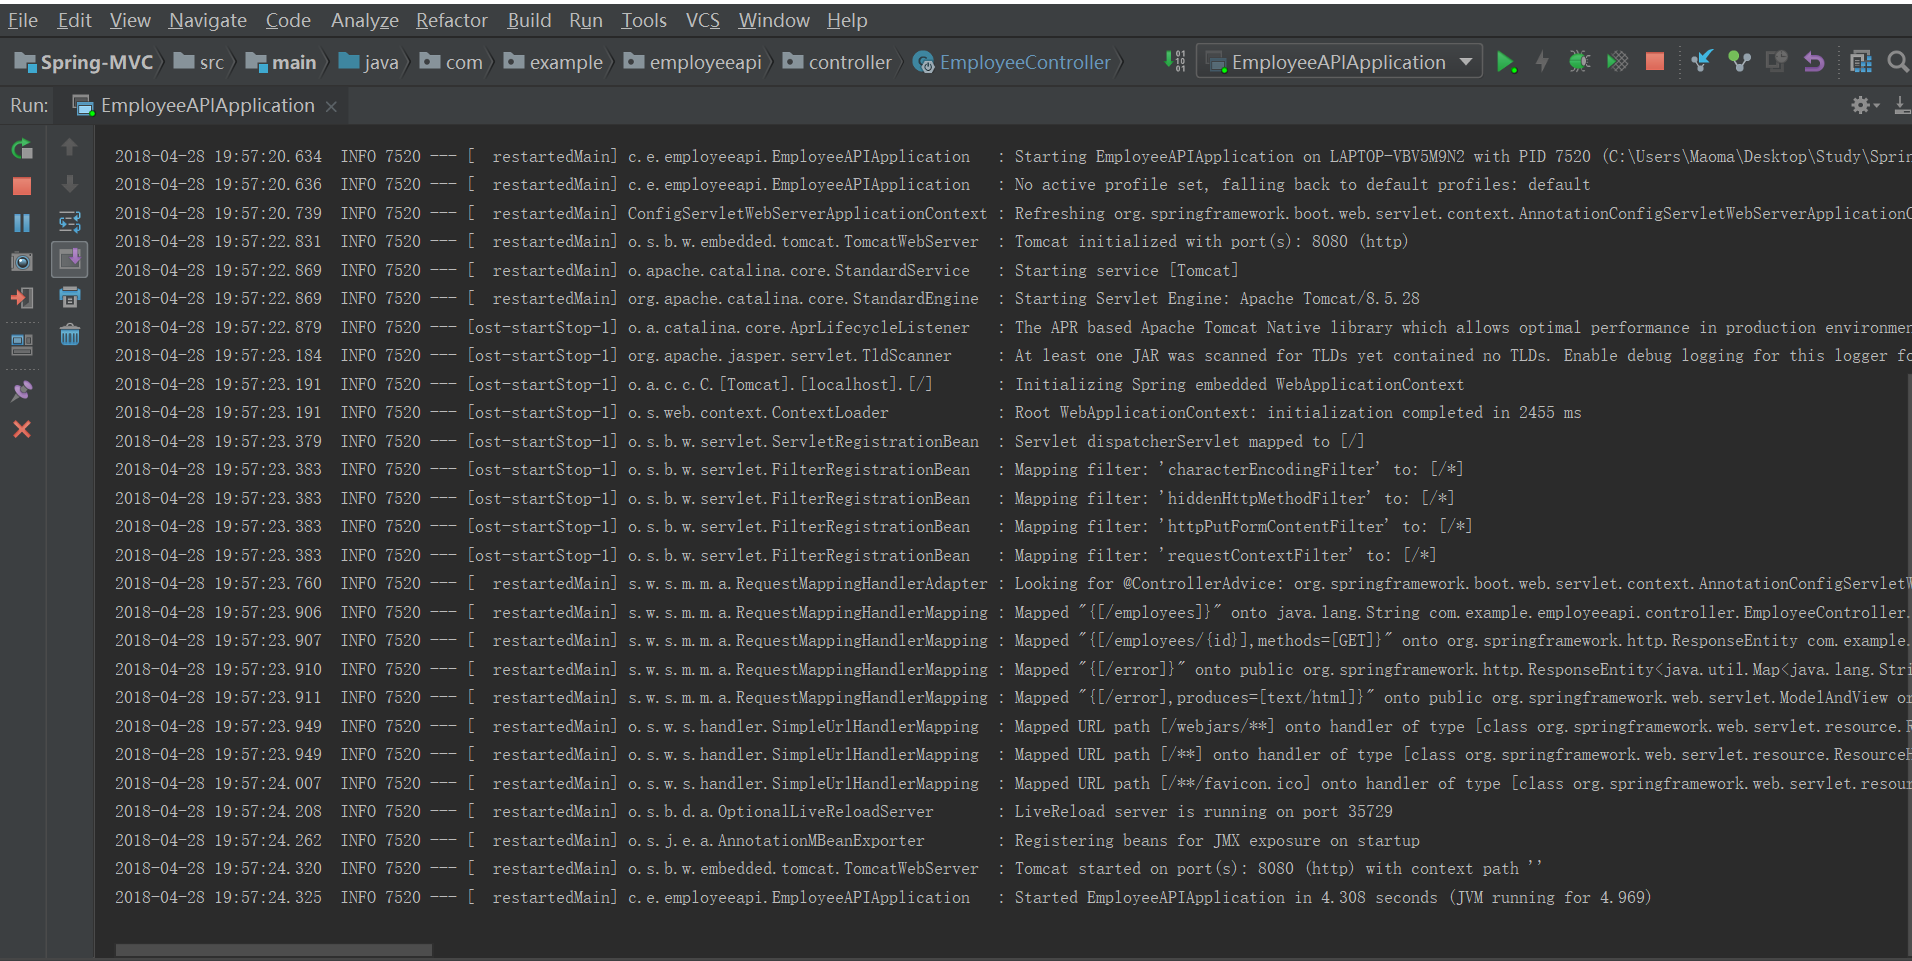 File Edit View Navigate Code Analyze Refactor Build Run Tools VCS Window Help
Spring-MVC src main java com example employeeapi controller EmployeeController EmployeeAPIApplication
Run: EmployeeAPIApplication
2018-04-28 19:57:20.634  INFO 7520 --- [  restartedMain] c.e.employeeapi.EmployeeAPIApplication   : Starting EmployeeAPIApplication on LAPTOP-VBV5M9N2 with PID 7520 (C:\Users\Maoma\Desktop\Study\Sprin
2018-04-28 19:57:20.636  INFO 7520 --- [  restartedMain] c.e.employeeapi.EmployeeAPIApplication   : No active profile set, falling back to default profiles: default
2018-04-28 19:57:20.739  INFO 7520 --- [  restartedMain] ConfigServletWebServerApplicationContext : Refreshing org.springframework.boot.web.servlet.context.AnnotationConfigServletWebServerApplicationC
2018-04-28 19:57:22.831  INFO 7520 --- [  restartedMain] o.s.b.w.embedded.tomcat.TomcatWebServer  : Tomcat initialized with port(s): 8080 (http)
2018-04-28 19:57:22.869  INFO 7520 --- [  restartedMain] o.apache.catalina.core.StandardService   : Starting service [Tomcat]
2018-04-28 19:57:22.869  INFO 7520 --- [  restartedMain] org.apache.catalina.core.StandardEngine  : Starting Servlet Engine: Apache Tomcat/8.5.28
2018-04-28 19:57:22.879  INFO 7520 --- [ost-startStop-1] o.a.catalina.core.AprLifecycleListener   : The APR based Apache Tomcat Native library which allows optimal performance in production environmen
2018-04-28 19:57:23.184  INFO 7520 --- [ost-startStop-1] org.apache.jasper.servlet.TldScanner     : At least one JAR was scanned for TLDs yet contained no TLDs. Enable debug logging for this logger fo
2018-04-28 19:57:23.191  INFO 7520 --- [ost-startStop-1] o.a.c.c.C.[Tomcat].[localhost].[/]       : Initializing Spring embedded WebApplicationContext
2018-04-28 19:57:23.191  INFO 7520 --- [ost-startStop-1] o.s.web.context.ContextLoader            : Root WebApplicationContext: initialization completed in 2455 ms
2018-04-28 19:57:23.379  INFO 7520 --- [ost-startStop-1] o.s.b.w.servlet.ServletRegistrationBean  : Servlet dispatcherServlet mapped to [/]
2018-04-28 19:57:23.383  INFO 7520 --- [ost-startStop-1] o.s.b.w.servlet.FilterRegistrationBean   : Mapping filter: 'characterEncodingFilter' to: [/*]
2018-04-28 19:57:23.383  INFO 7520 --- [ost-startStop-1] o.s.b.w.servlet.FilterRegistrationBean   : Mapping filter: 'hiddenHttpMethodFilter' to: [/*]
2018-04-28 19:57:23.383  INFO 7520 --- [ost-startStop-1] o.s.b.w.servlet.FilterRegistrationBean   : Mapping filter: 'httpPutFormContentFilter' to: [/*]
2018-04-28 19:57:23.383  INFO 7520 --- [ost-startStop-1] o.s.b.w.servlet.FilterRegistrationBean   : Mapping filter: 'requestContextFilter' to: [/*]
2018-04-28 19:57:23.760  INFO 7520 --- [  restartedMain] s.w.s.m.m.a.RequestMappingHandlerAdapter : Looking for @ControllerAdvice: org.springframework.boot.web.servlet.context.AnnotationConfigServletW
2018-04-28 19:57:23.906  INFO 7520 --- [  restartedMain] s.w.s.m.m.a.RequestMappingHandlerMapping : Mapped "{[/employees]}" onto java.lang.String com.example.employeeapi.controller.EmployeeController.
2018-04-28 19:57:23.907  INFO 7520 --- [  restartedMain] s.w.s.m.m.a.RequestMappingHandlerMapping : Mapped "{[/employees/{id}],methods=[GET]}" onto org.springframework.http.ResponseEntity com.example.
2018-04-28 19:57:23.910  INFO 7520 --- [  restartedMain] s.w.s.m.m.a.RequestMappingHandlerMapping : Mapped "{[/error]}" onto public org.springframework.http.ResponseEntity<java.util.Map<java.lang.Stri
2018-04-28 19:57:23.911  INFO 7520 --- [  restartedMain] s.w.s.m.m.a.RequestMappingHandlerMapping : Mapped "{[/error],produces=[text/html]}" onto public org.springframework.web.servlet.ModelAndView or
2018-04-28 19:57:23.949  INFO 7520 --- [  restartedMain] o.s.w.s.handler.SimpleUrlHandlerMapping  : Mapped URL path [/webjars/**] onto handler of type [class org.springframework.web.servlet.resource.R
2018-04-28 19:57:23.949  INFO 7520 --- [  restartedMain] o.s.w.s.handler.SimpleUrlHandlerMapping  : Mapped URL path [/**] onto handler of type [class org.springframework.web.servlet.resource.ResourceH
2018-04-28 19:57:24.007  INFO 7520 --- [  restartedMain] o.s.w.s.handler.SimpleUrlHandlerMapping  : Mapped URL path [/**/favicon.ico] onto handler of type [class org.springframework.web.servlet.resour
2018-04-28 19:57:24.208  INFO 7520 --- [  restartedMain] o.s.b.d.a.OptionalLiveReloadServer       : LiveReload server is running on port 35729
2018-04-28 19:57:24.262  INFO 7520 --- [  restartedMain] o.s.j.e.a.AnnotationMBeanExporter        : Registering beans for JMX exposure on startup
2018-04-28 19:57:24.320  INFO 7520 --- [  restartedMain] o.s.b.w.embedded.tomcat.TomcatWebServer  : Tomcat started on port(s): 8080 (http) with context path ''
2018-04-28 19:57:24.325  INFO 7520 --- [  restartedMain] c.e.employeeapi.EmployeeAPIApplication   : Started EmployeeAPIApplication in 4.308 seconds (JVM running for 4.969)